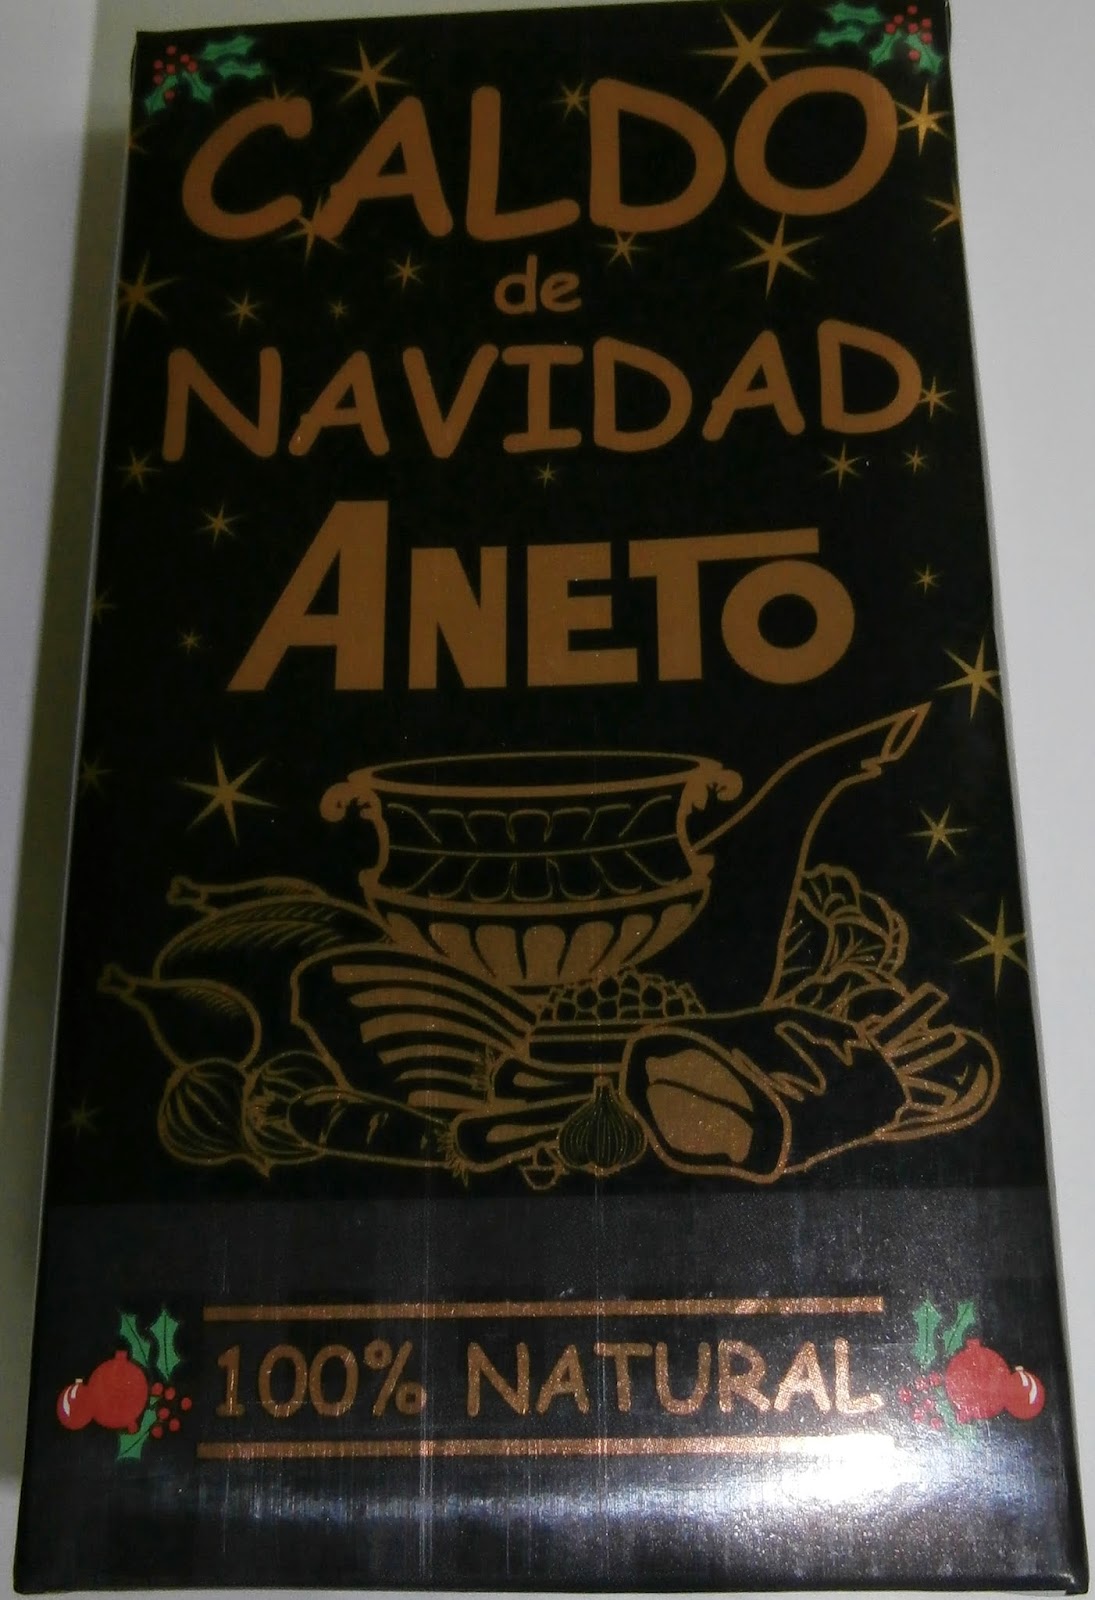 CALDO
de
NAVIDAD
ANETO
100% NATURAL